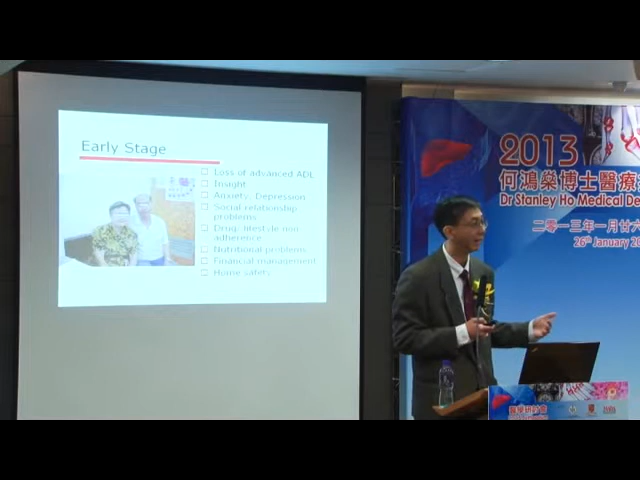 Early Stage
Loss of advanced ADL
Insight
Anxiety, Depression
Social relationship
problems
Drug, lifestyle non
adherence
Nutritional problems
Financial management
Home safety
2013
何鴻燊博士醫療
Dr Stanley Ho Medical De
二零一三年一月廿六
26th January 20